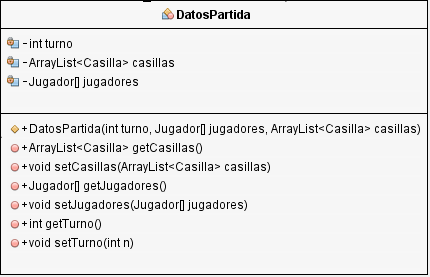 DatosPartida
- int turno
- ArrayList<Casilla> casillas
- Jugador[] jugadores
+ DatosPartida(int turno, Jugador[] jugadores, ArrayList<Casilla> casillas)
+ ArrayList<Casilla> getCasillas()
+ void setCasillas(ArrayList<Casilla> casillas)
+ Jugador[] getJugadores()
+ void setJugadores(Jugador[] jugadores)
+ int getTurno()
+ void setTurno(int n)